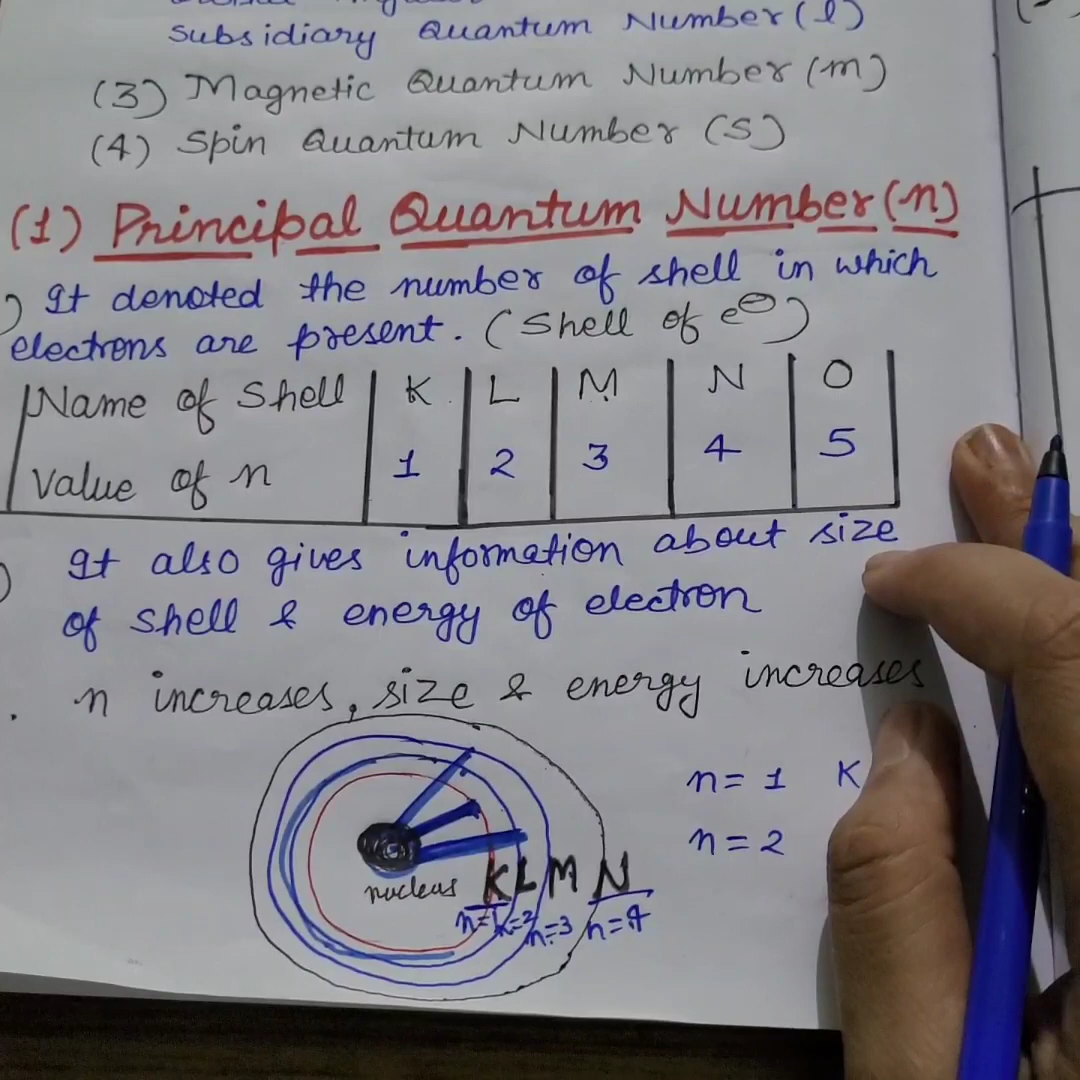 subsidiary Quantum Number (l)
(3) Magnetic Quantum Number (m)
(4) Spin Quantum Number (S)
(1) Principal Quantum Number (n)
It denoted the number of shell in which
electrons are present. (Shell of e⊖)
Name of Shell K L M N O
Value of n 1 2 3 4 5
It also gives information about size
of shell & energy of electron
n increases, size & energy increases
n = 1 K
n = 2
nucleus K L M N
n=1 n=2 n=3 n=4